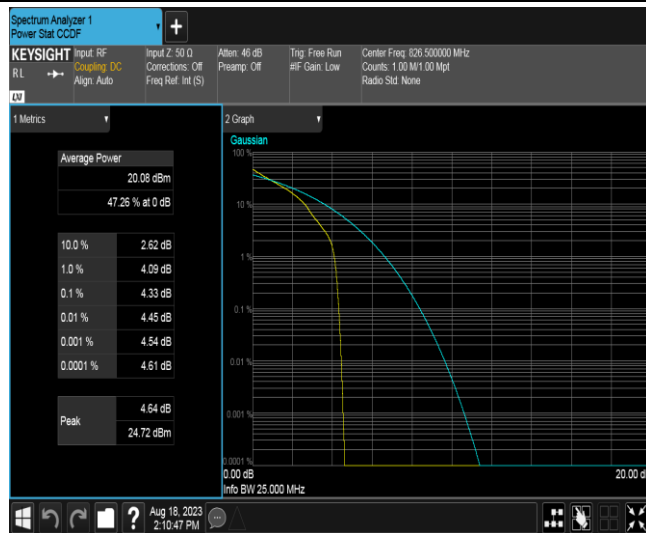 Spectrum Analyzer 1
Power Stat CCDF
+
KEYSIGHT
RL
Input: RF
Coupling: DC
Align: Auto
Input Z: 50 Ω
Corrections: Off
Freq Ref: Int (S)
Atten: 46 dB
Preamp: Off
Trig: Free Run
#IF Gain: Low
Center Freq: 826.500000 MHz
Counts: 1.00 M/1.00 Mpt
Radio Std: None
1 Metrics
Average Power
20.08 dBm
47.26 % at 0 dB
10.0 % 2.62 dB
1.0 % 4.09 dB
0.1 % 4.33 dB
0.01 % 4.45 dB
0.001 % 4.54 dB
0.0001 % 4.61 dB
Peak
4.64 dB
24.72 dBm
2 Graph
Gaussian
100 %
10 %
1 %
0.1 %
0.01 %
0.001 %
0.0001 %
0.00 dB
20.00 d
Info BW 25.000 MHz
?
Aug 18, 2023
2:10:47 PM